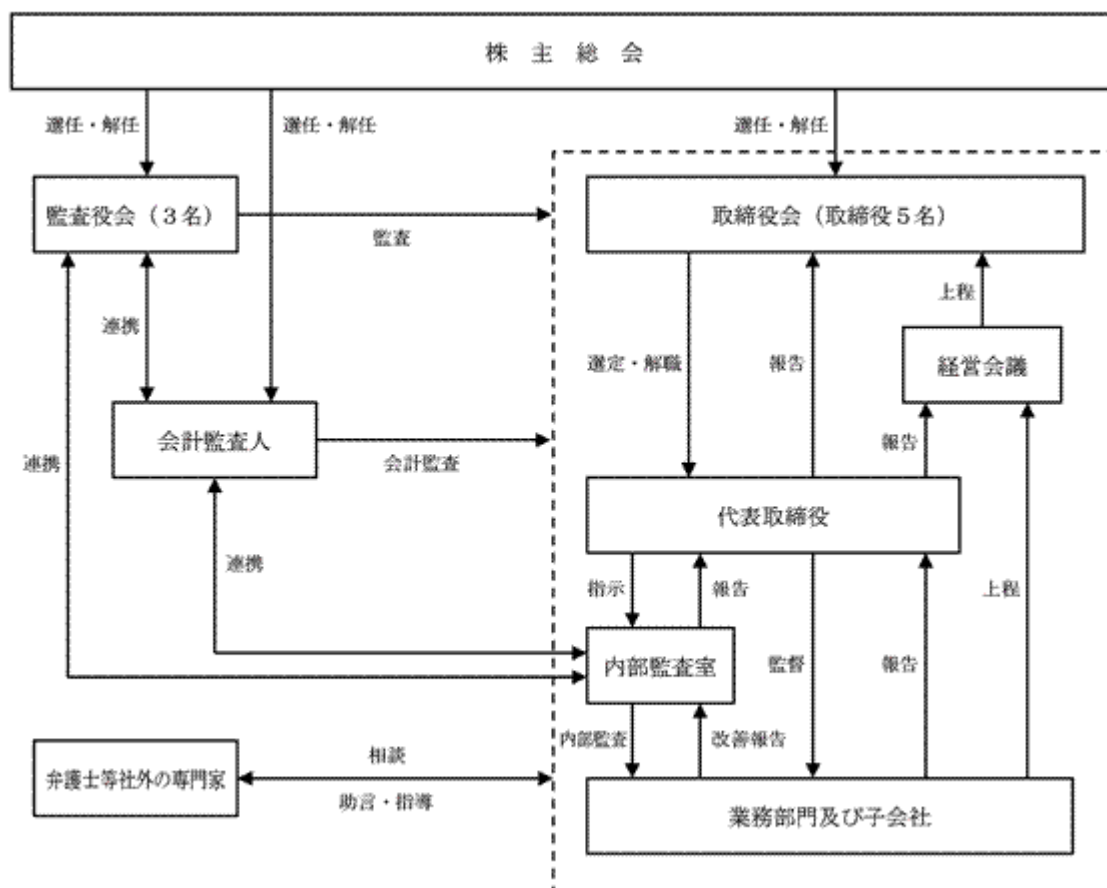 株主総会
選任・解任
選任・解任
選任・解任
監査役会（３名）
監査
取締役会（取締役５名）
上程
連携
選定・解職
報告
経営会議
報告
会計監査人
会計監査
連携
代表取締役
連携
指示
報告
上程
内部監査室
監督
報告
内部監査
改善報告
弁護士等社外の専門家
相談
助言・指導
業務部門及び子会社